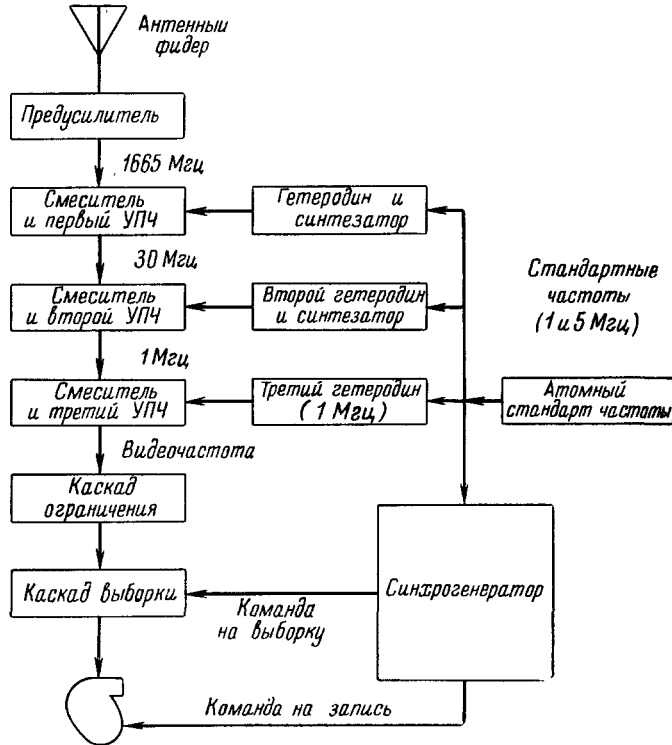 Антенный
фидер
Предусилитель
1665 Мгц
Смеситель
и первый УПЧ
Гетеродин и
синтезатор
30 Мгц
Стандартные
частоты
(1 и 5 Мгц)
Смеситель
и второй УПЧ
Второй гетеродин
и синтезатор
1 Мгц
Смеситель
и третий УПЧ
Третий гетеродин
(1 Мгц)
Атомный
стандарт частоты
Видеочастота
Каскад
ограничения
Каскад выборки
Синхрогенератор
Команда
на выборку
Команда на запись